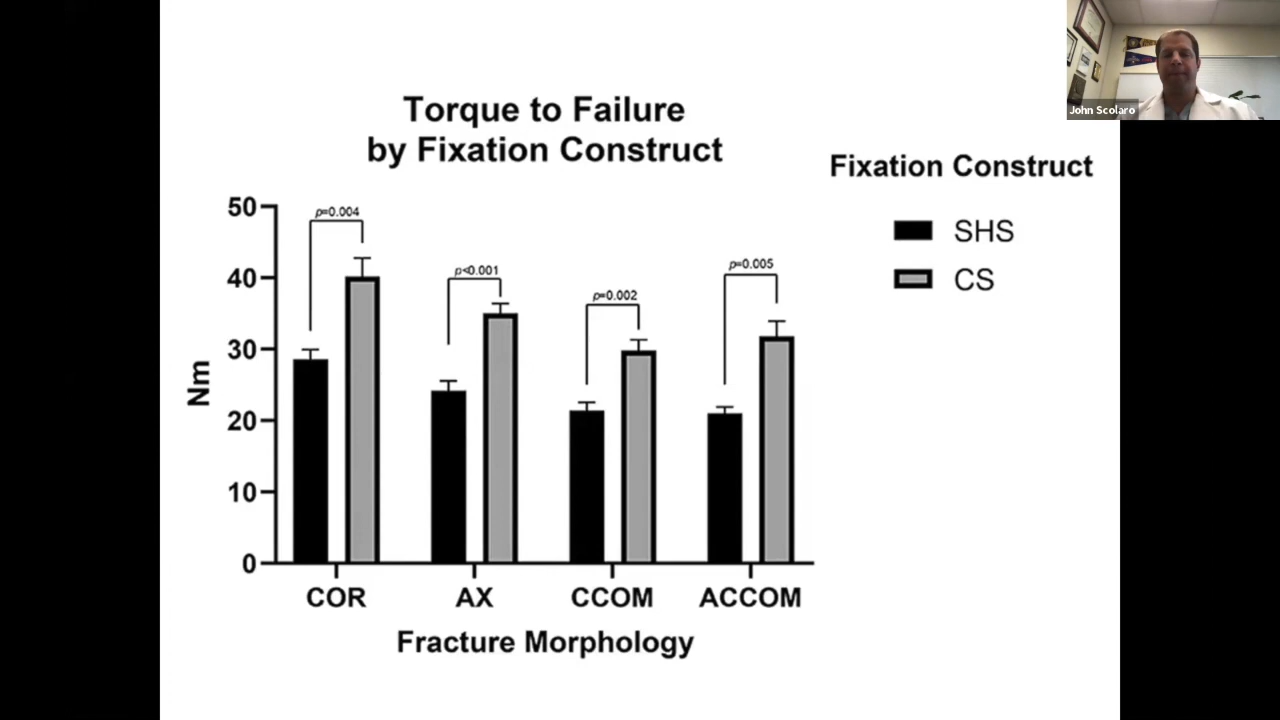 John Scolaro
Torque to Failure
by Fixation Construct
Fixation Construct
SHS
CS
50
40
30
20
10
0
Nm
p=0.004
p<0.001
p=0.002
p=0.005
COR AX CCOM ACCOM
Fracture Morphology